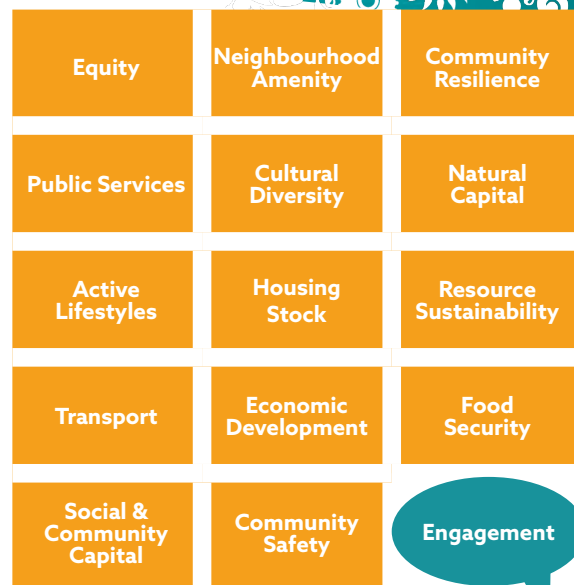 Equity
Neighbourhood
Amenity
Community
Resilience
Public Services
Cultural
Diversity
Natural
Capital
Active
Lifestyles
Housing
Stock
Resource
Sustainability
Transport
Economic
Development
Food
Security
Social &
Community
Capital
Community
Safety
Engagement